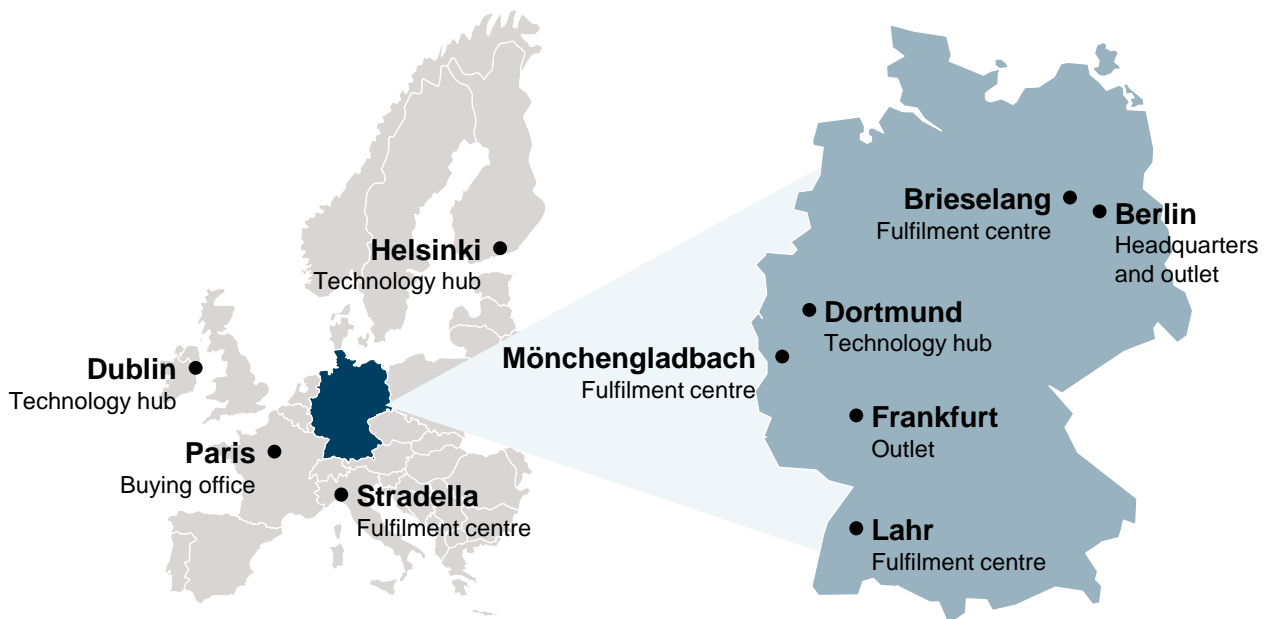 Helsinki
Technology hub
Dublin
Technology hub
Paris
Buying office
Stradella
Fulfilment centre
Brieselang
Fulfilment centre
Berlin
Headquarters
and outlet
Dortmund
Technology hub
Mönchengladbach
Fulfilment centre
Frankfurt
Outlet
Lahr
Fulfilment centre